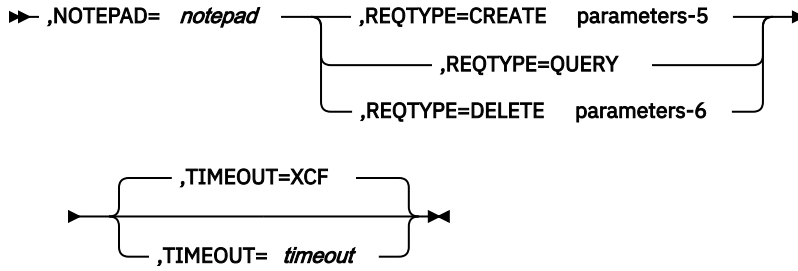 ,NOTEPAD= notepad ,REQTYPE=CREATE parameters-5
,REQTYPE=QUERY
,REQTYPE=DELETE parameters-6
,TIMEOUT=XCF
,TIMEOUT= timeout